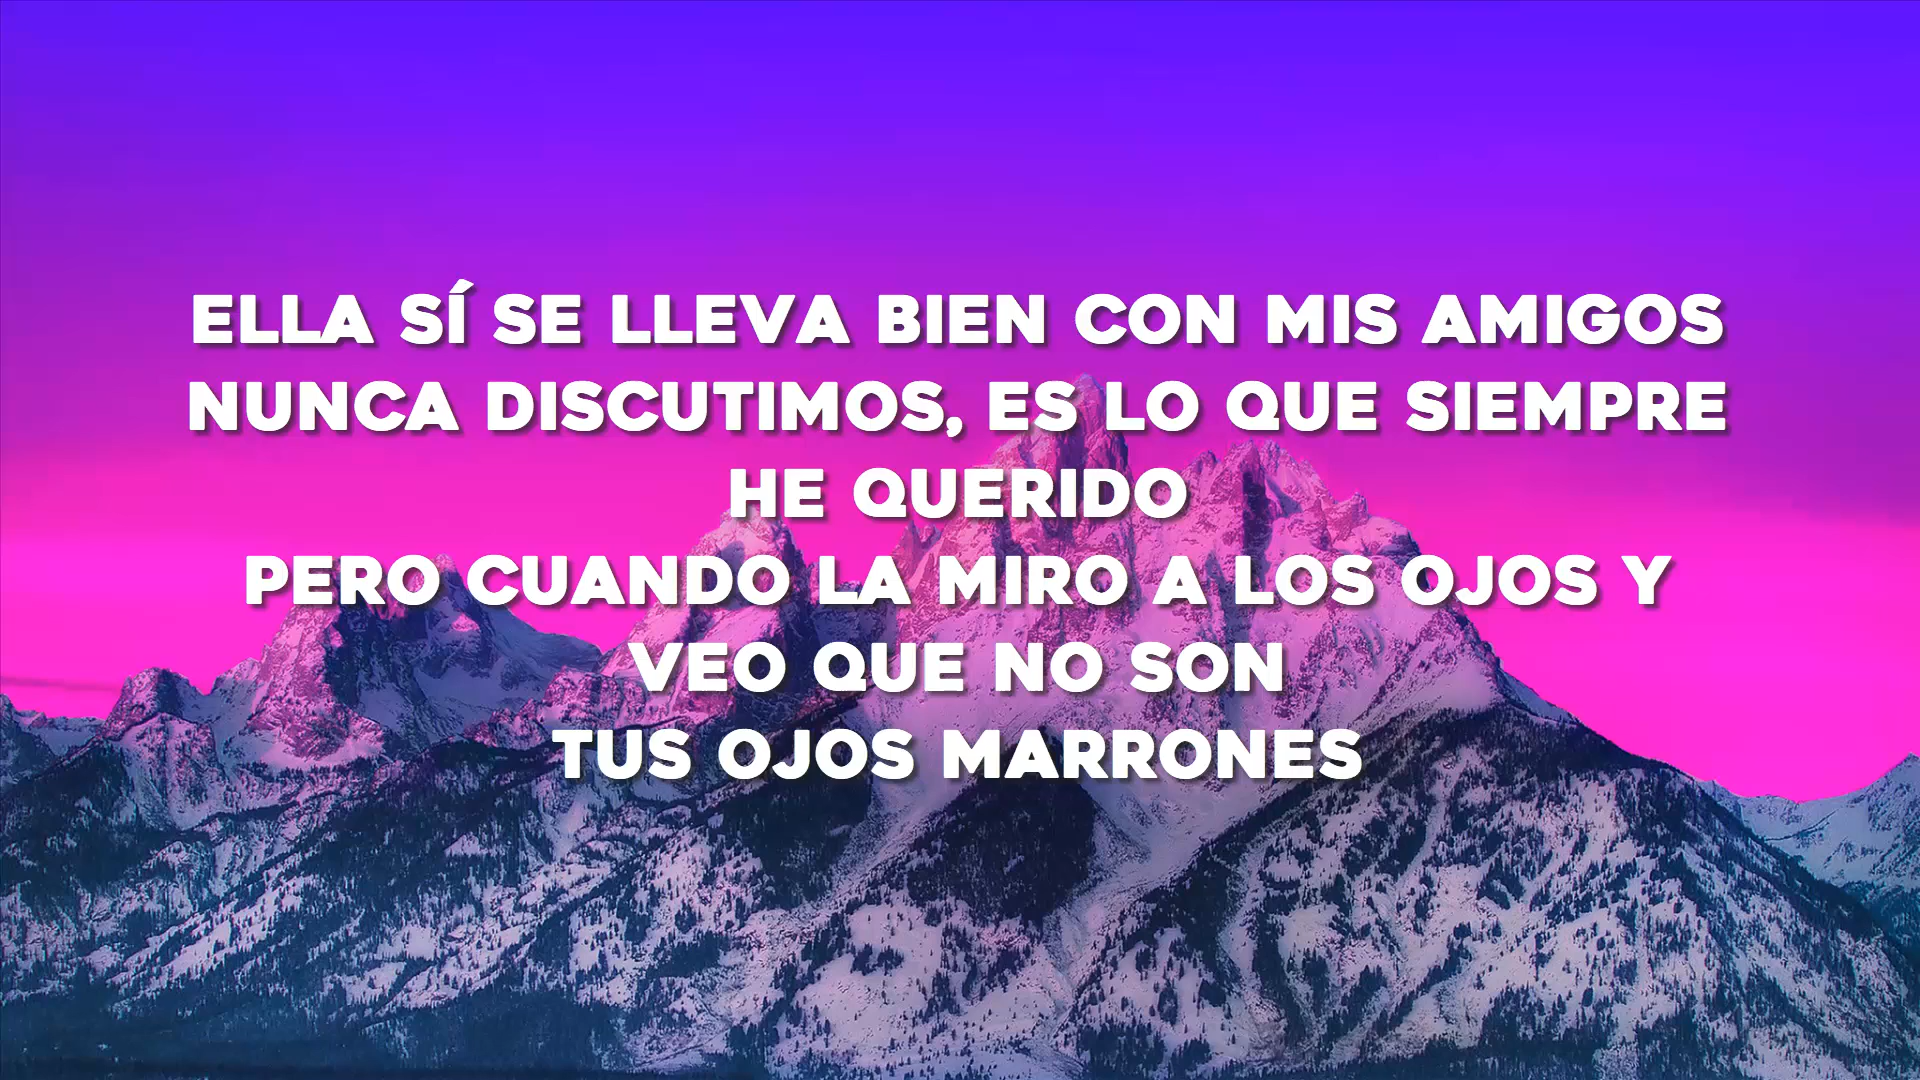 ELLA SÍ SE LLEVA BIEN CON MIS AMIGOS
NUNCA DISCUTIMOS, ES LO QUE SIEMPRE
HE QUERIDO
PERO CUANDO LA MIRO A LOS OJOS Y
VEO QUE NO SON
TUS OJOS MARRONES